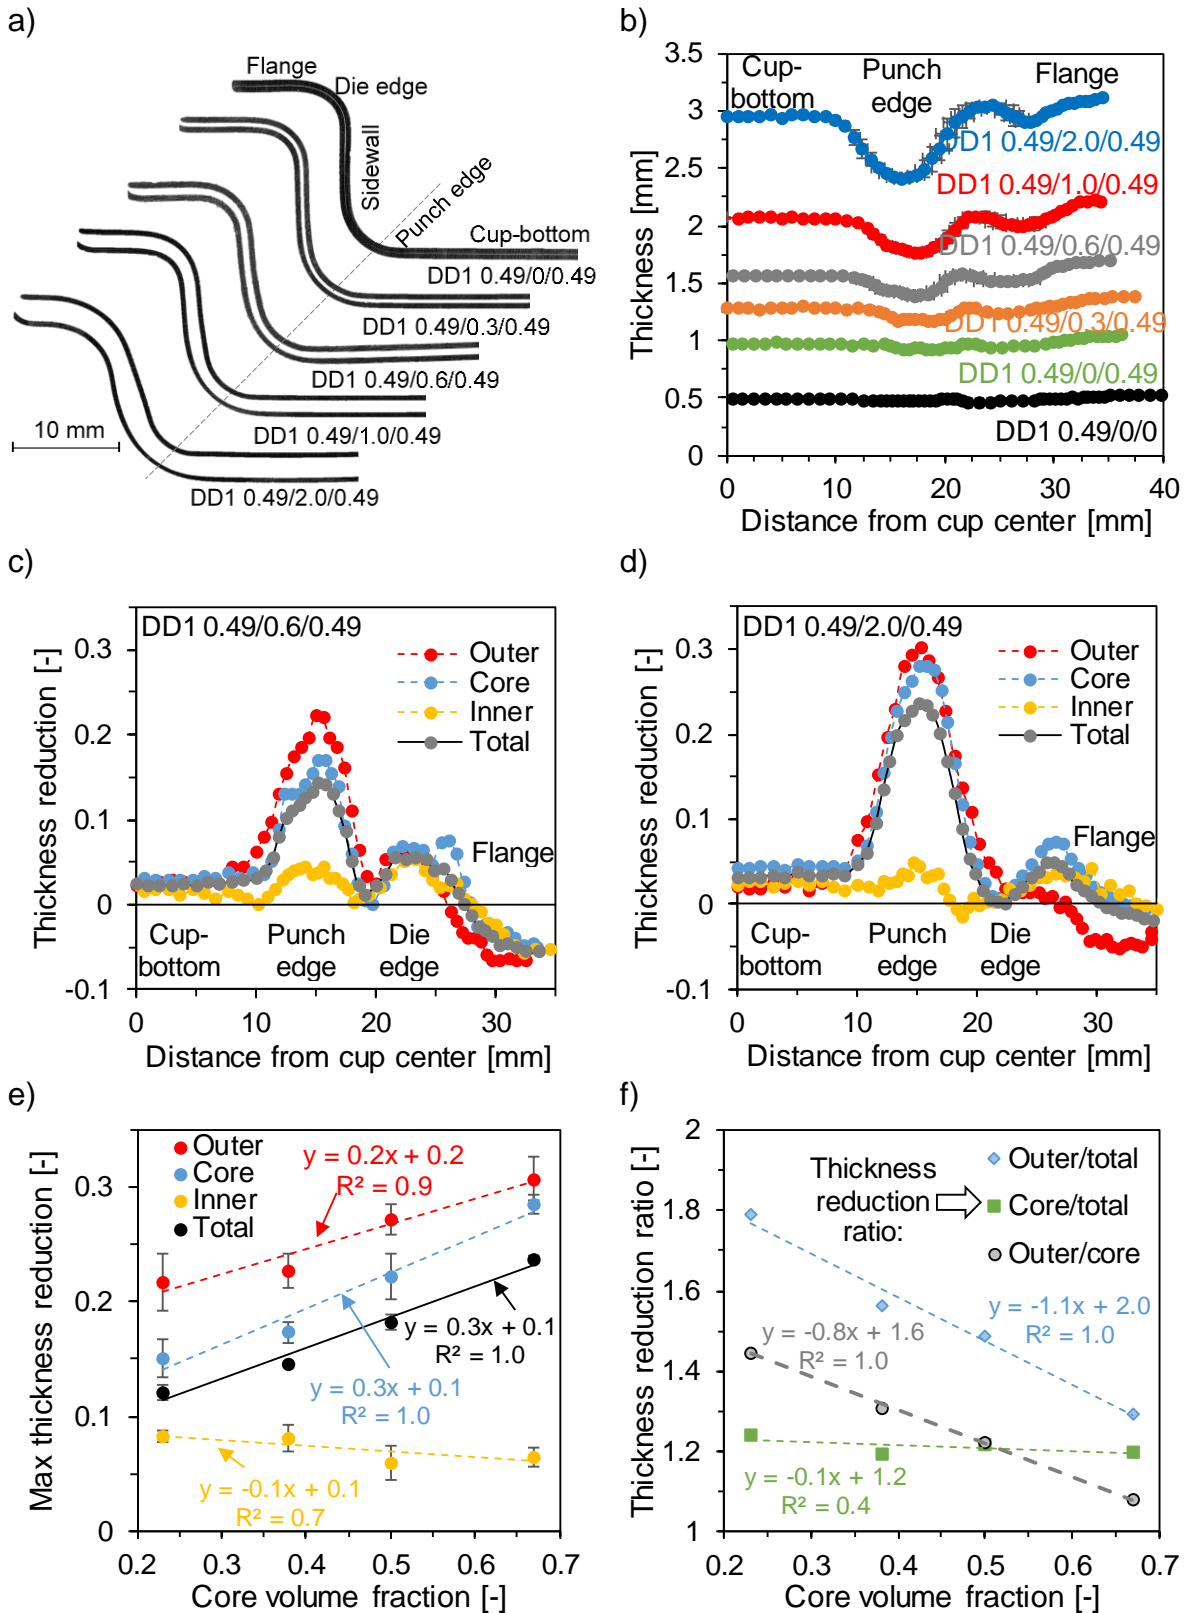 a)
Flange
Die edge
Sidewall
Punch edge
Cup-bottom
DD1 0.49/0/0.49
DD1 0.49/0.3/0.49
DD1 0.49/0.6/0.49
DD1 0.49/1.0/0.49
DD1 0.49/2.0/0.49
10 mm
b)
3.5
3
2.5
2
1.5
1
0.5
0
Thickness [mm]
Cup-
bottom
Punch
edge
Flange
DD1 0.49/2.0/0.49
DD1 0.49/1.0/0.49
DD1 0.49/0.6/0.49
DD1 0.49/0.3/0.49
DD1 0.49/0/0.49
DD1 0.49/0/0
0 10 20 30 40
Distance from cup center [mm]
c)
DD1 0.49/0.6/0.49
Outer
Core
Inner
Total
0.3
0.2
0.1
0
-0.1
Thickness reduction [-]
Flange
Cup-
bottom
Punch
edge
Die
edge
0 10 20 30
Distance from cup center [mm]
d)
DD1 0.49/2.0/0.49
Outer
Core
Inner
Total
0.3
0.2
0.1
0
-0.1
Thickness reduction [-]
Flange
Cup-
bottom
Punch
edge
Die
edge
0 10 20 30
Distance from cup center [mm]
e)
Outer
Core
Inner
Total
0.3
0.2
0.1
0
Max thickness reduction [-]
y = 0.2x + 0.2
R² = 0.9
y = 0.3x + 0.1
R² = 1.0
y = 0.3x + 0.1
R² = 1.0
y = -0.1x + 0.1
R² = 0.7
0.2 0.3 0.4 0.5 0.6 0.7
Core volume fraction [-]
f)
2
1.8
1.6
1.4
1.2
1
Thickness reduction ratio [-]
Thickness
reduction
ratio:
Outer/total
Core/total
Outer/core
y = -1.1x + 2.0
R² = 1.0
y = -0.8x + 1.6
R² = 1.0
y = -0.1x + 1.2
R² = 0.4
0.2 0.3 0.4 0.5 0.6 0.7
Core volume fraction [-]